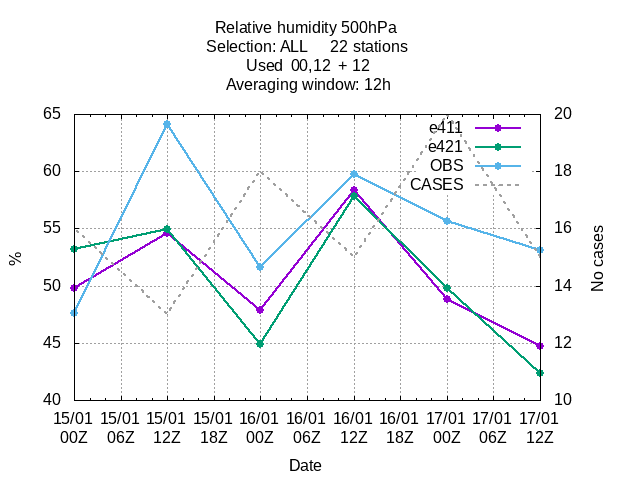 Relative humidity 500hPa
Selection: ALL 22 stations
Used 00,12 + 12
Averaging window: 12h
65 20
e411
e421
60 OBS 18
CASES
55 16
%
No cases
50 14
45 12
40 10
15/01 15/01 15/01 15/01 16/01 16/01 16/01 16/01 17/01 17/01 17/01
00Z 06Z 12Z 18Z 00Z 06Z 12Z 18Z 00Z 06Z 12Z
Date